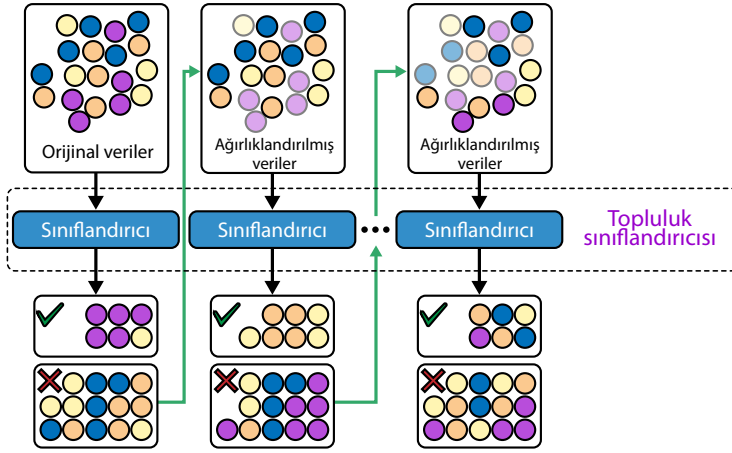 Orijinal veriler
Ağırlıklandırılmış
veriler
Ağırlıklandırılmış
veriler
Sınıflandırıcı
Sınıflandırıcı
Sınıflandırıcı
Topluluk
sınıflandırıcısı